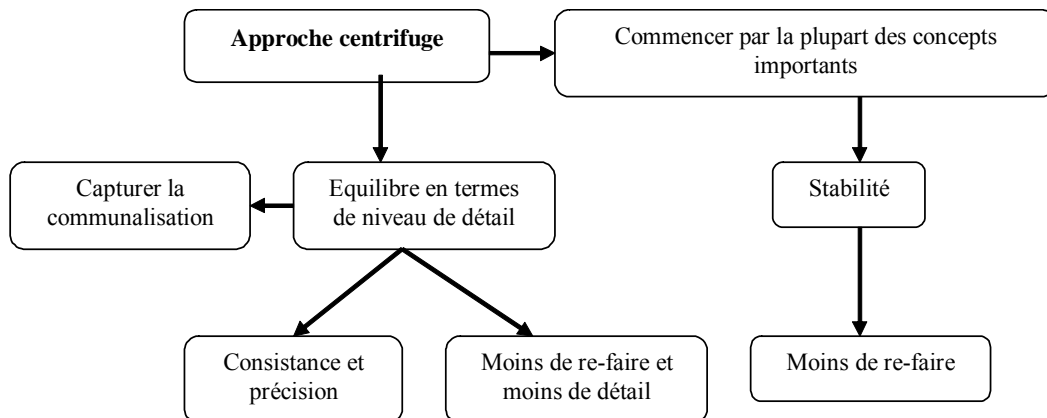 Approche centrifuge
Commencer par la plupart des concepts
importants
Capturer la
communalisation
Equilibre en termes
de niveau de détail
Stabilité
Consistance et
précision
Moins de re-faire et
moins de détail
Moins de re-faire